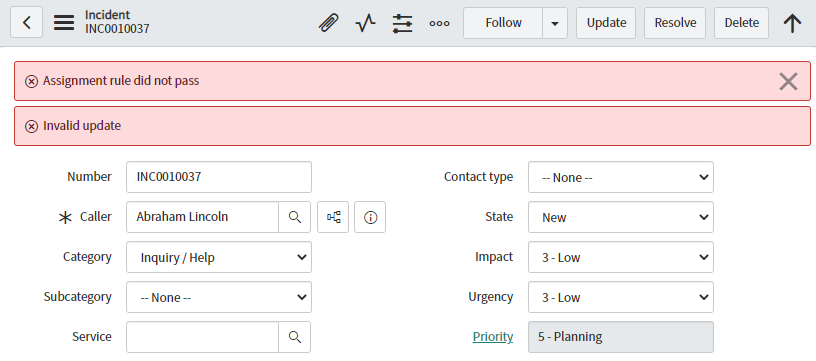 Incident
INC0010037
Follow
Update
Resolve
Delete
Assignment rule did not pass
Invalid update
Number INC0010037
Contact type -- None --
Caller Abraham Lincoln
State New
Category Inquiry / Help
Impact 3 - Low
Subcategory -- None --
Urgency 3 - Low
Service
Priority 5 - Planning